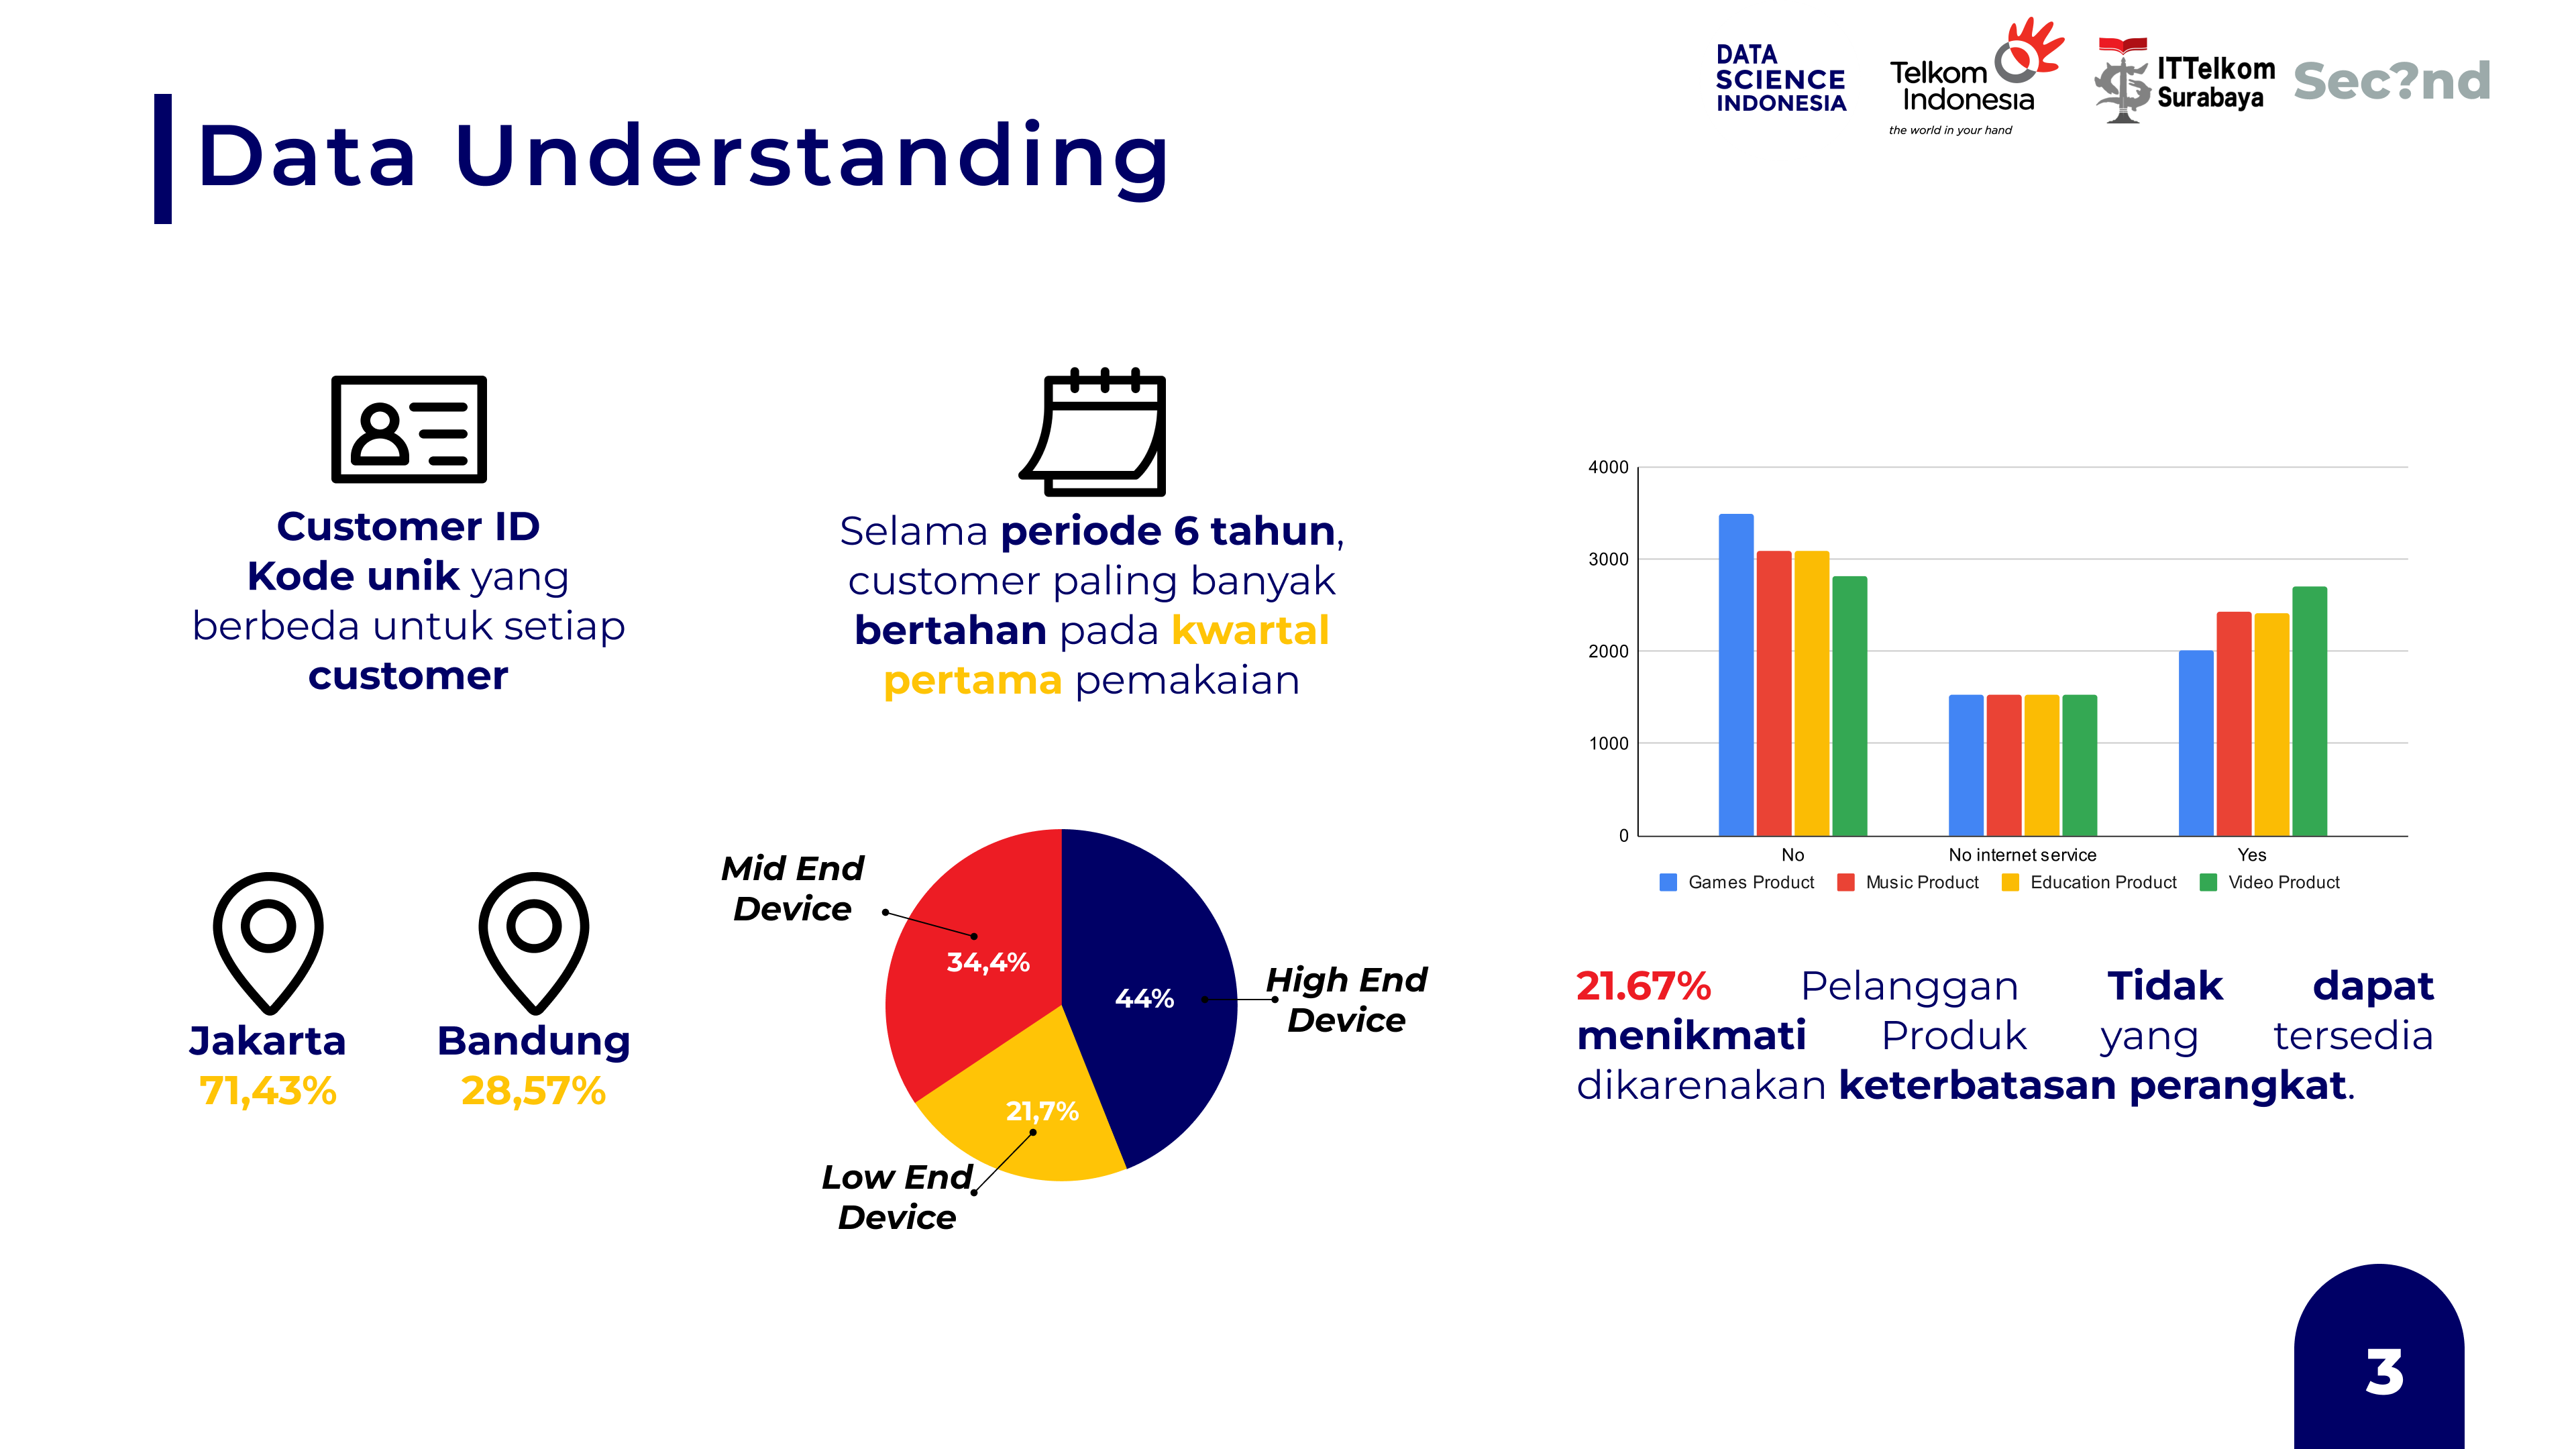 DATA
SCIENCE
INDONESIA
Telkom
Indonesia
the world in your hand
ITTelkom
Surabaya
Sec?nd
Data Understanding
Customer ID
Kode unik yang
berbeda untuk setiap
customer
Selama periode 6 tahun,
customer paling banyak
bertahan pada kwartal
pertama pemakaian
4000
3000
2000
1000
0
No
No internet service
Yes
Games Product
Music Product
Education Product
Video Product
Jakarta
71,43%
Bandung
28,57%
Mid End
Device
34,4%
44%
High End
Device
21,7%
Low End
Device
21.67% Pelanggan Tidak dapat
menikmati Produk yang tersedia
dikarenakan keterbatasan perangkat.
3